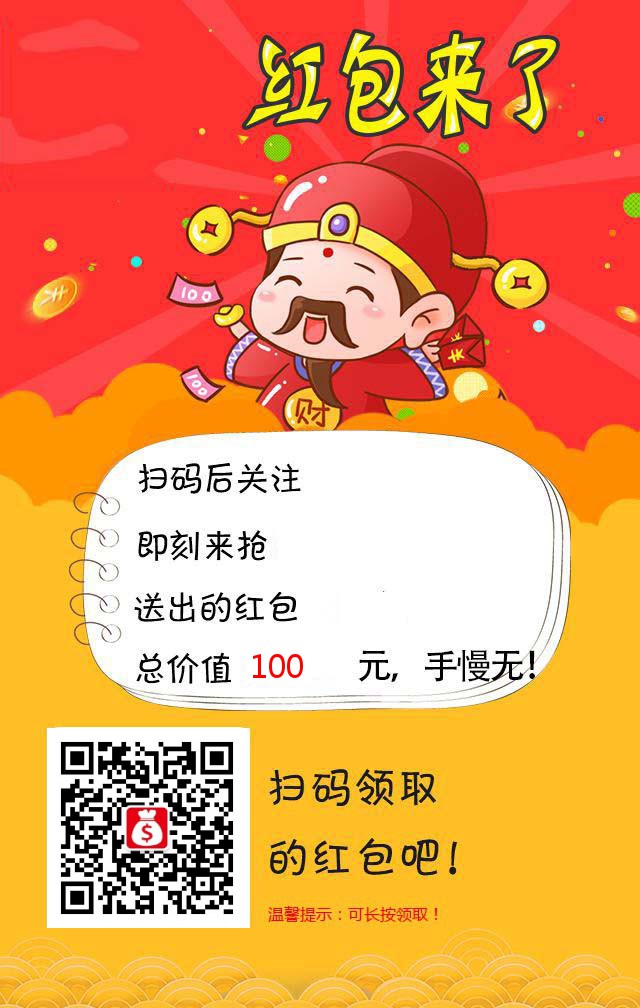 红包来了
100
100
财
扫码后关注
即刻来抢
送出的红包
总价值 100 元，手慢无！
$
扫码领取
的红包吧！
温馨提示：可长按领取！